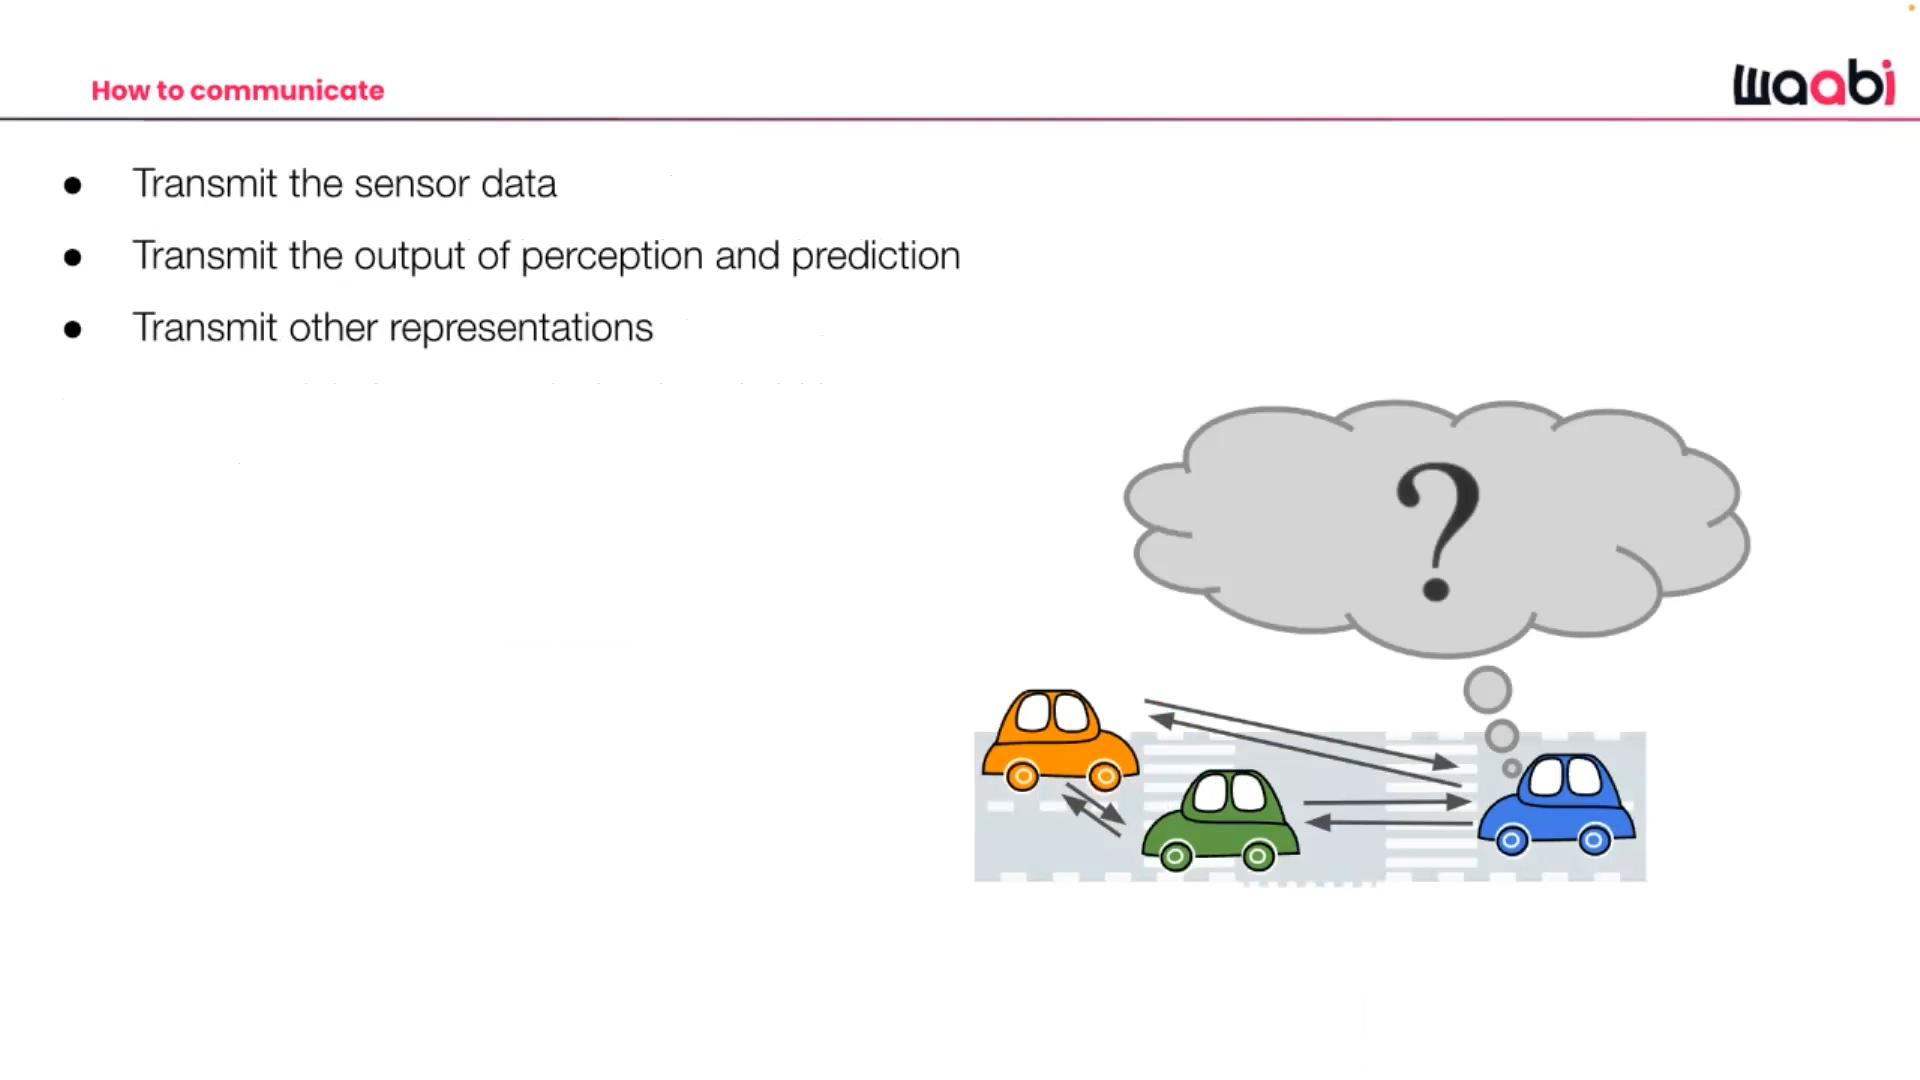 How to communicate
waabi
● Transmit the sensor data
● Transmit the output of perception and prediction
● Transmit other representations
?